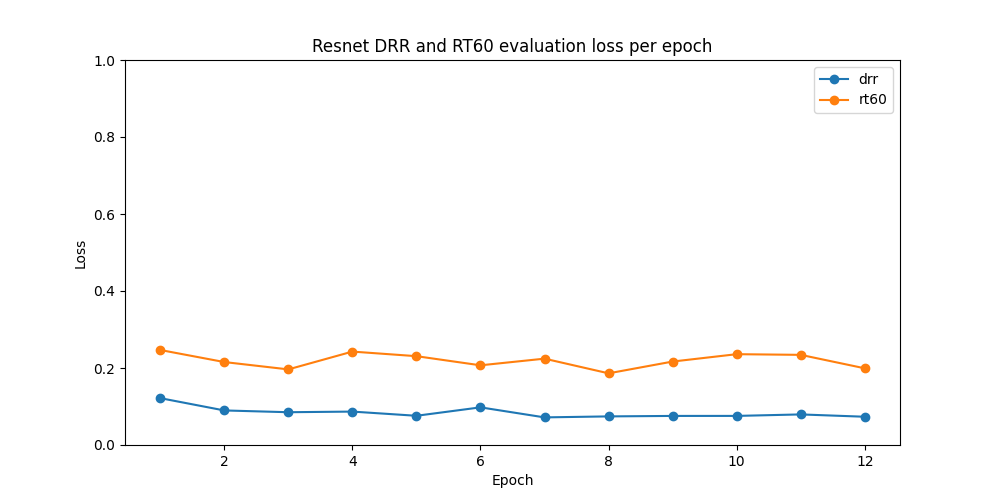 Resnet DRR and RT60 evaluation loss per epoch
drr
rt60
1.0
0.8
0.6
0.4
0.2
0.0
Loss
2 4 6 8 10 12
Epoch